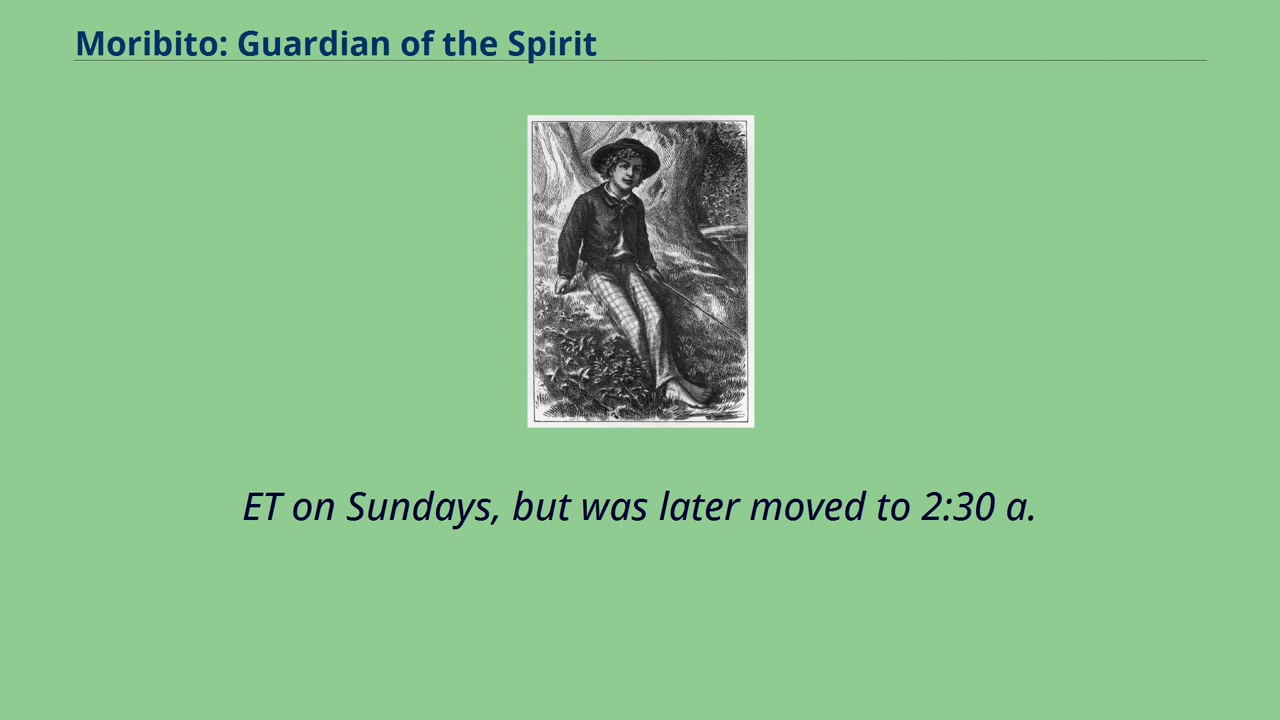 Moribito: Guardian of the Spirit
ET on Sundays, but was later moved to 2:30 a.